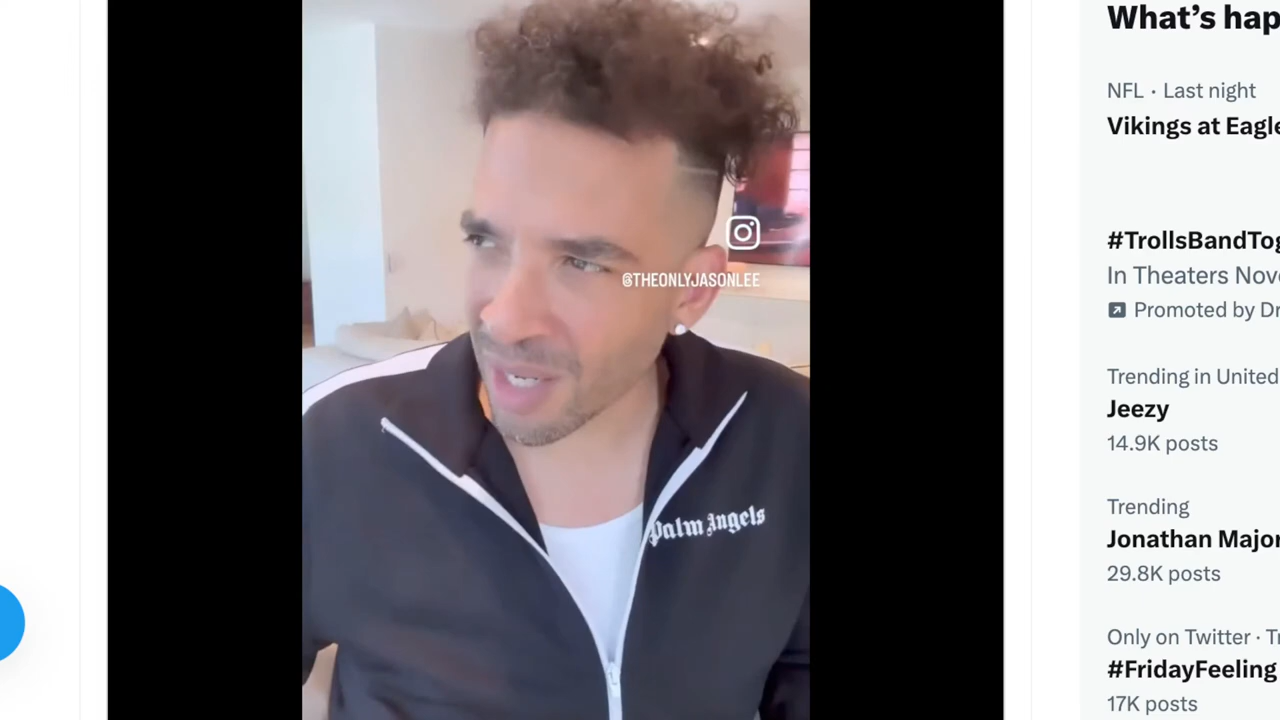 @THEONLYJASONLEE
Palm Angels
What's hap
NFL · Last night
Vikings at Eagle
#TrollsBandTog
In Theaters Nov
Promoted by Dr
Trending in United
Jeezy
14.9K posts
Trending
Jonathan Major
29.8K posts
Only on Twitter · Tr
#FridayFeeling
17K posts